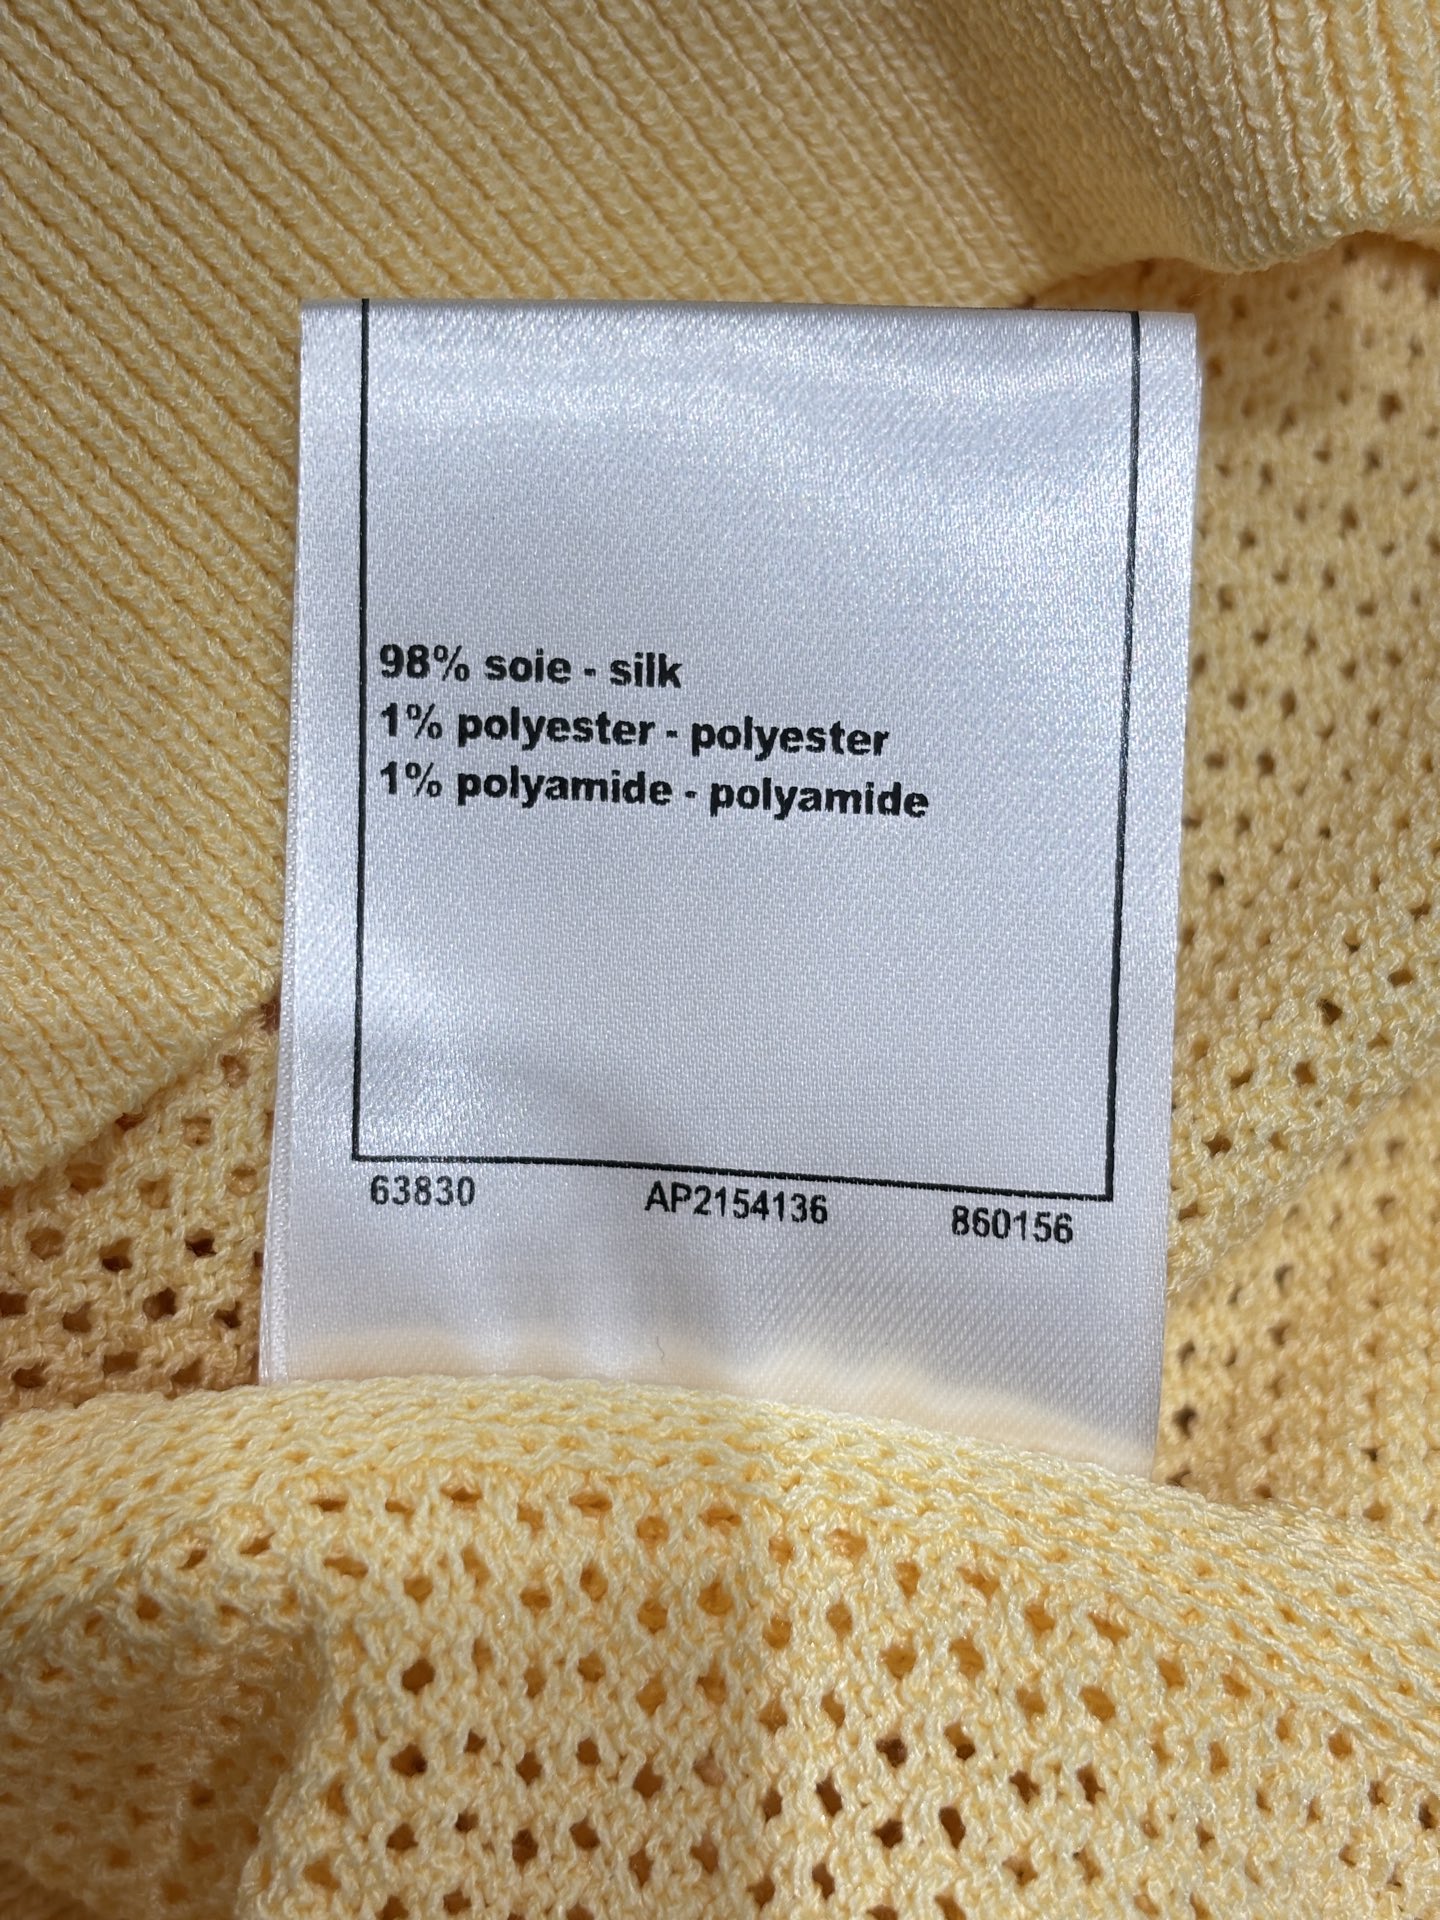 98% soie - silk
1% polyester - polyester
1% polyamide - polyamide
63830 AP2154136 860156